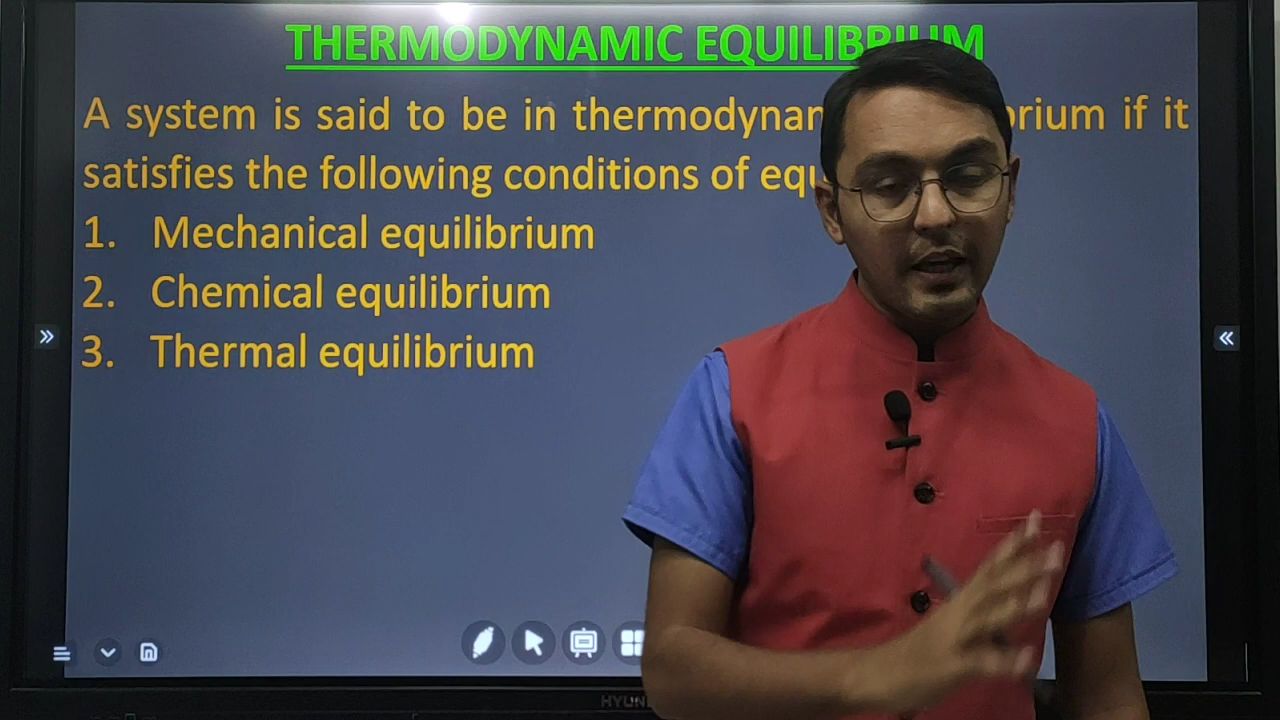 THERMODYNAMIC EQUILIBRIUM
A system is said to be in if it
satisfies the following conditions of
1. Mechanical equilibrium
2. Chemical equilibrium
3. Thermal equilibrium